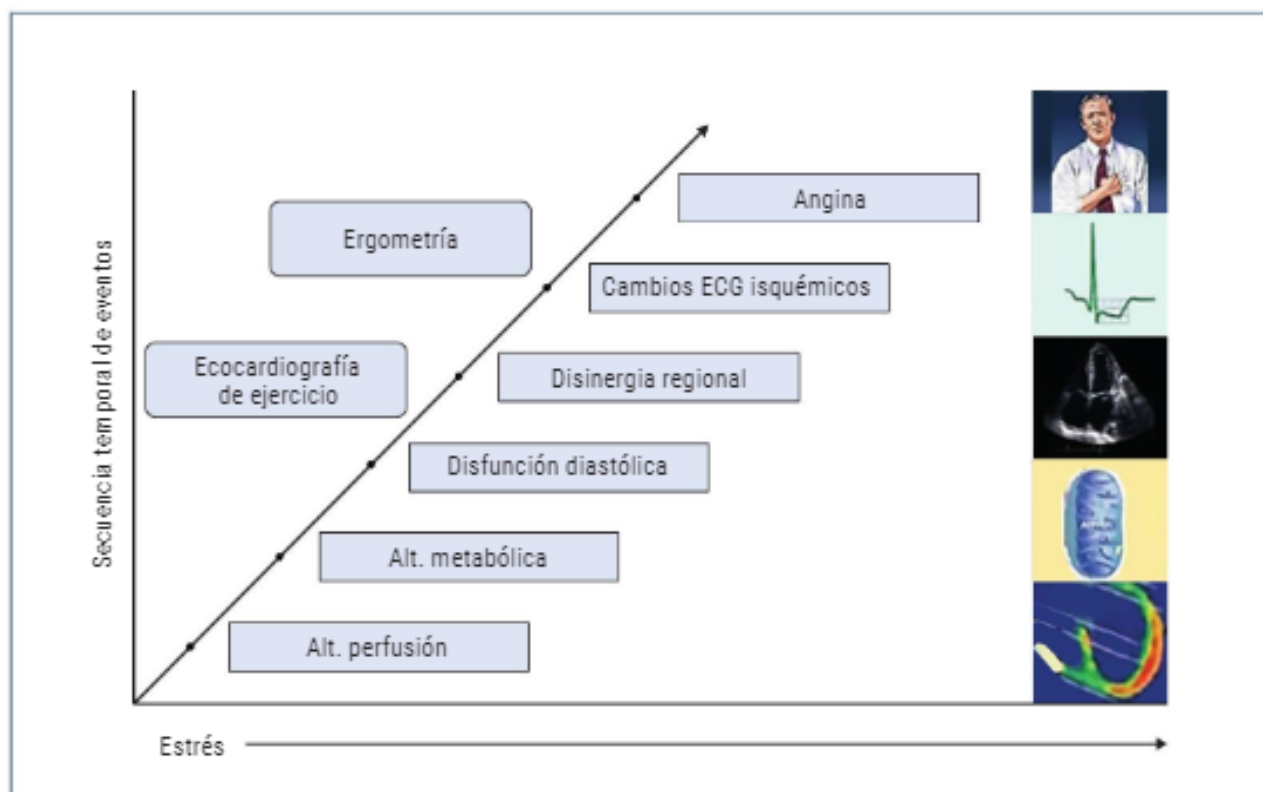 Secuencia temporal de eventos
Angina
Ergometría
Cambios ECG isquémicos
Ecocardiografía
de ejercicio
Disinergia regional
Disfunción diastólica
Alt. metabólica
Alt. perfusión
Estrés